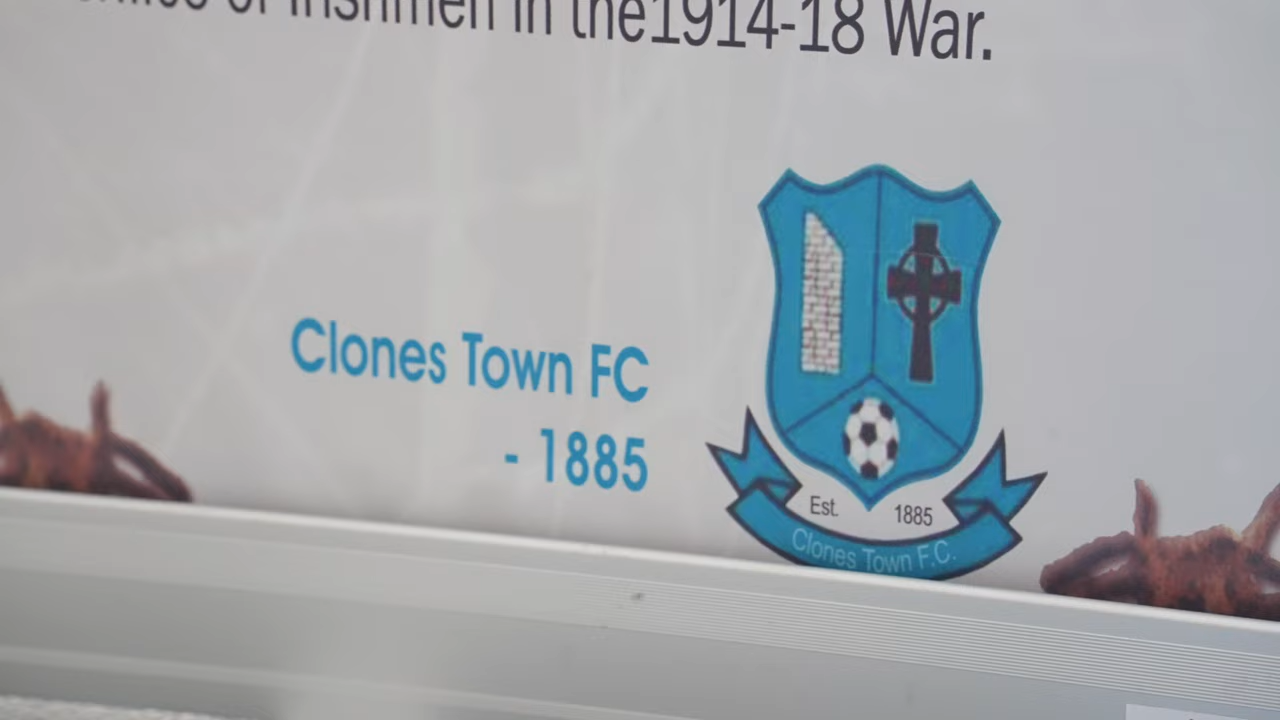 of Irishmen in the1914-18 War.
Clones Town FC
- 1885
Est. 1885
Clones Town F.C.